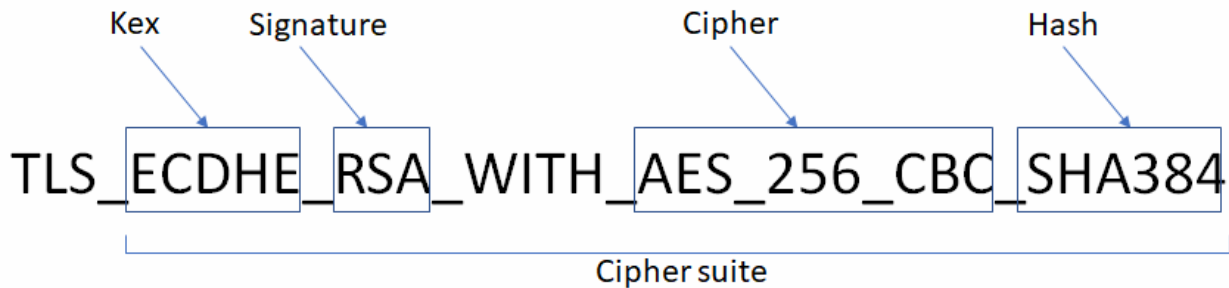 Kex Signature Cipher Hash
TLS_ECDHE_RSA_WITH_AES_256_CBC_SHA384
Cipher suite